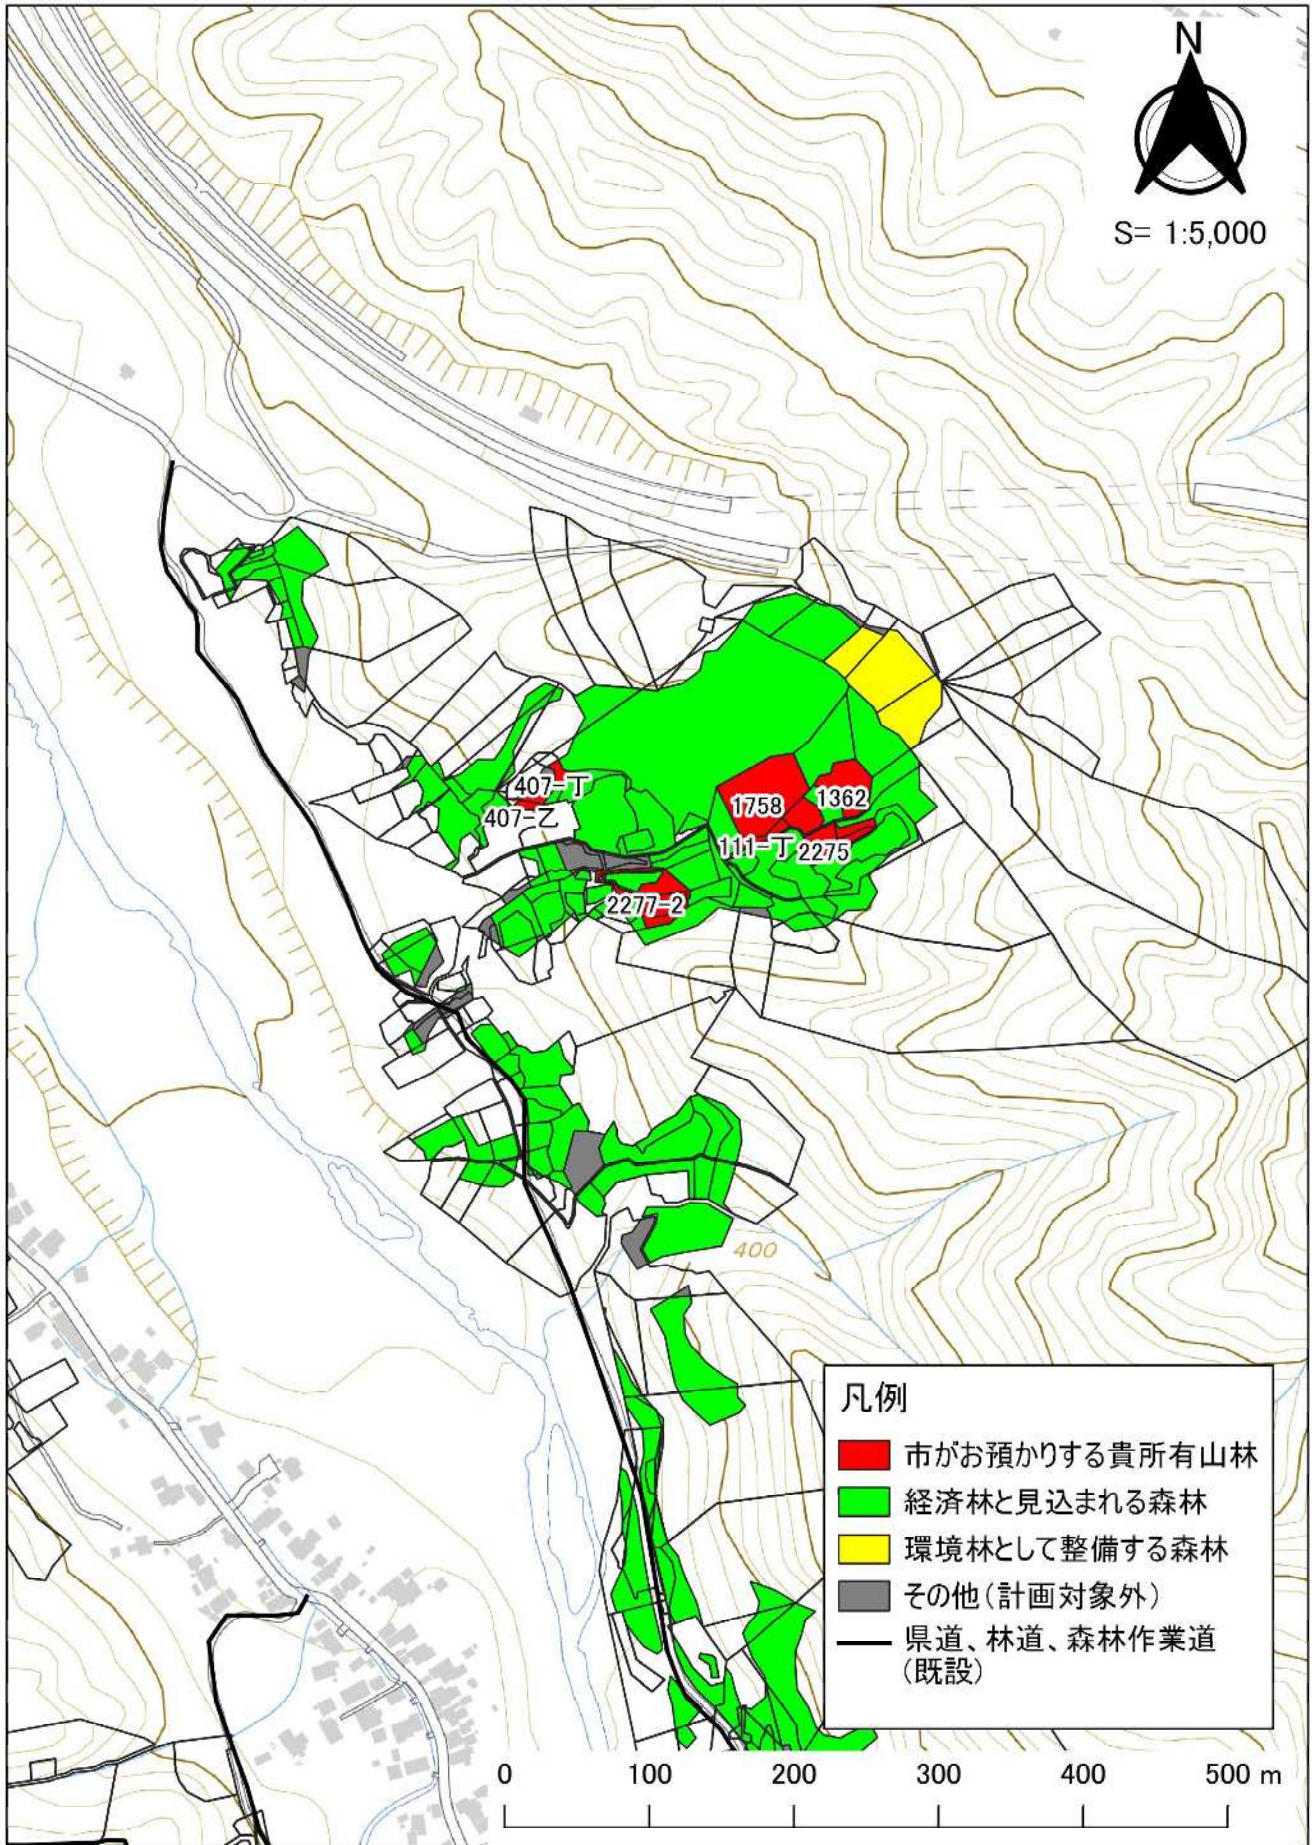 N
S= 1:5,000
407-丁
407-乙
1758
1362
111-丁
2275
2277-2
400
凡例
市がお預かりする貴所有山林
経済林と見込まれる森林
環境林として整備する森林
その他(計画対象外)
県道、林道、森林作業道
(既設)
0 100 200 300 400 500 m